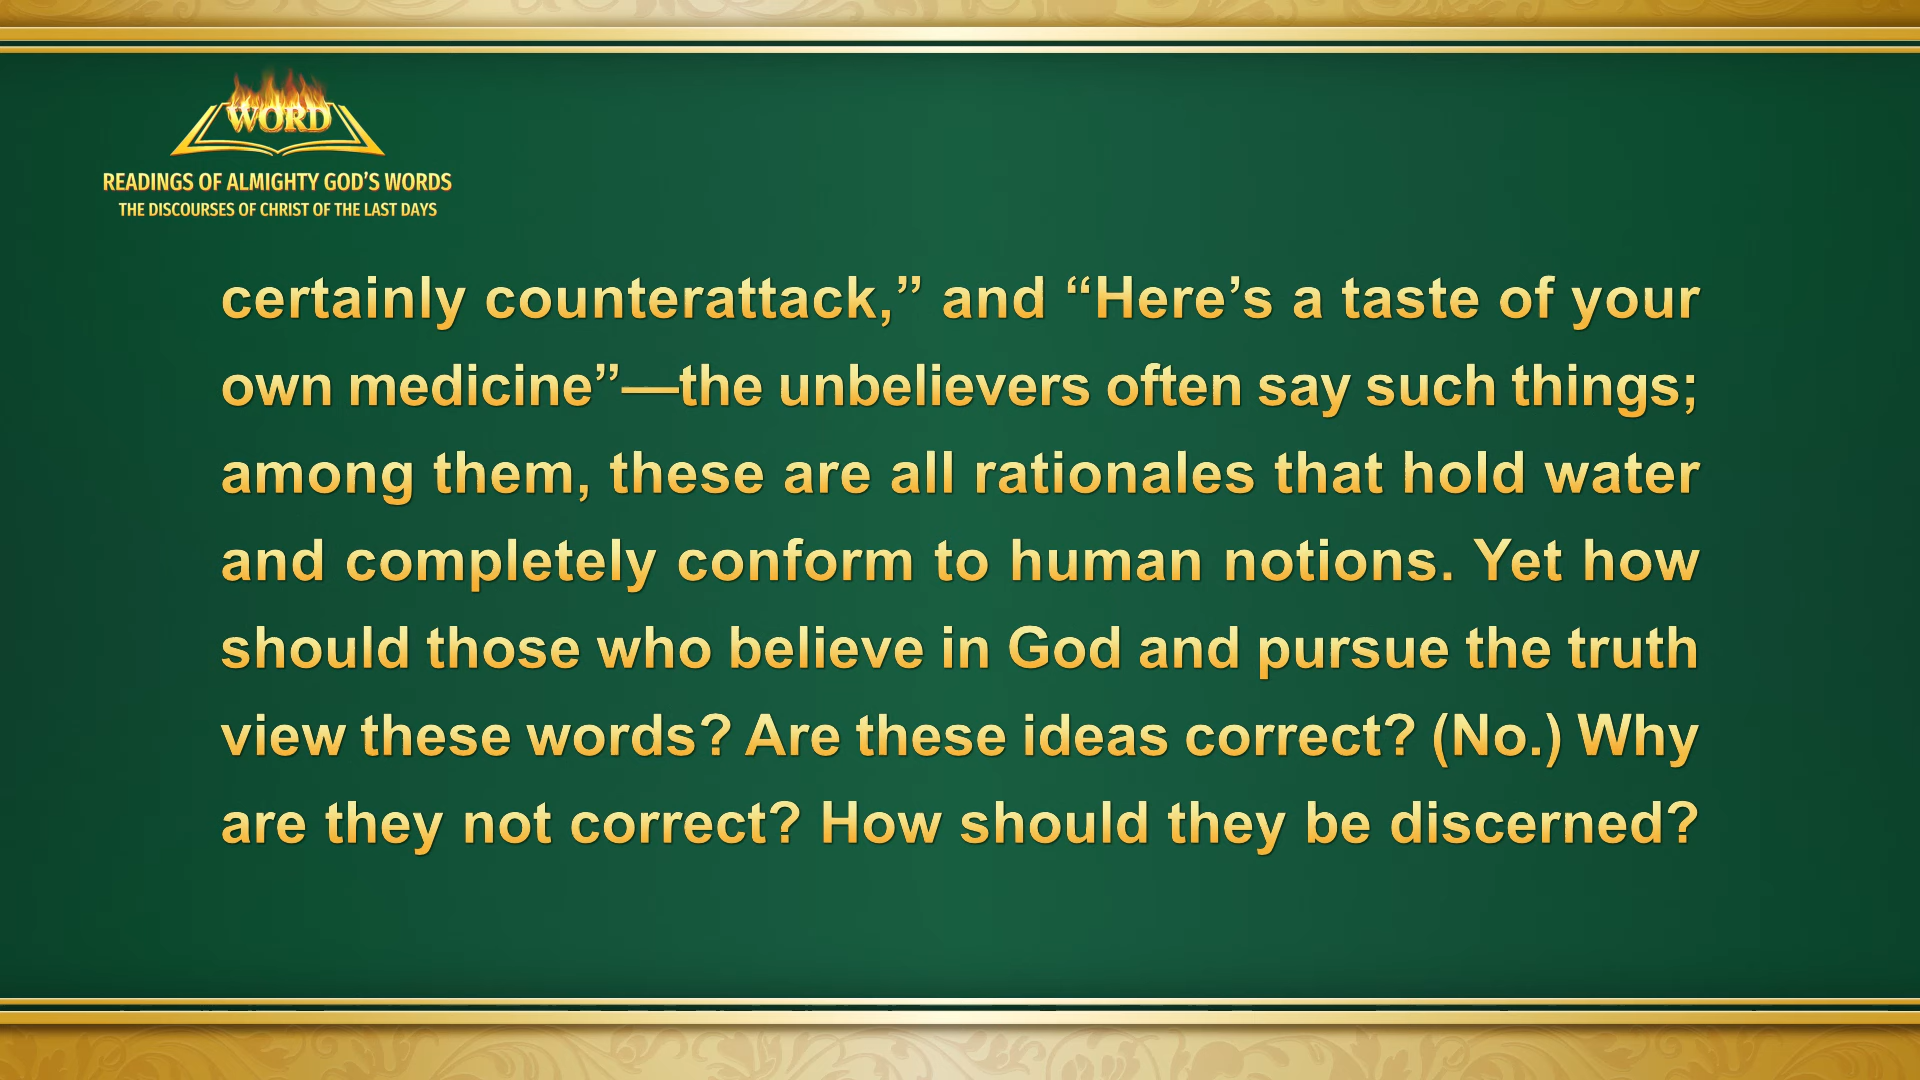 WORD
READINGS OF ALMIGHTY GOD’S WORDS
THE DISCOURSES OF CHRIST OF THE LAST DAYS
certainly counterattack,” and “Here’s a taste of your
own medicine”—the unbelievers often say such things;
among them, these are all rationales that hold water
and completely conform to human notions. Yet how
should those who believe in God and pursue the truth
view these words? Are these ideas correct? (No.) Why
are they not correct? How should they be discerned?